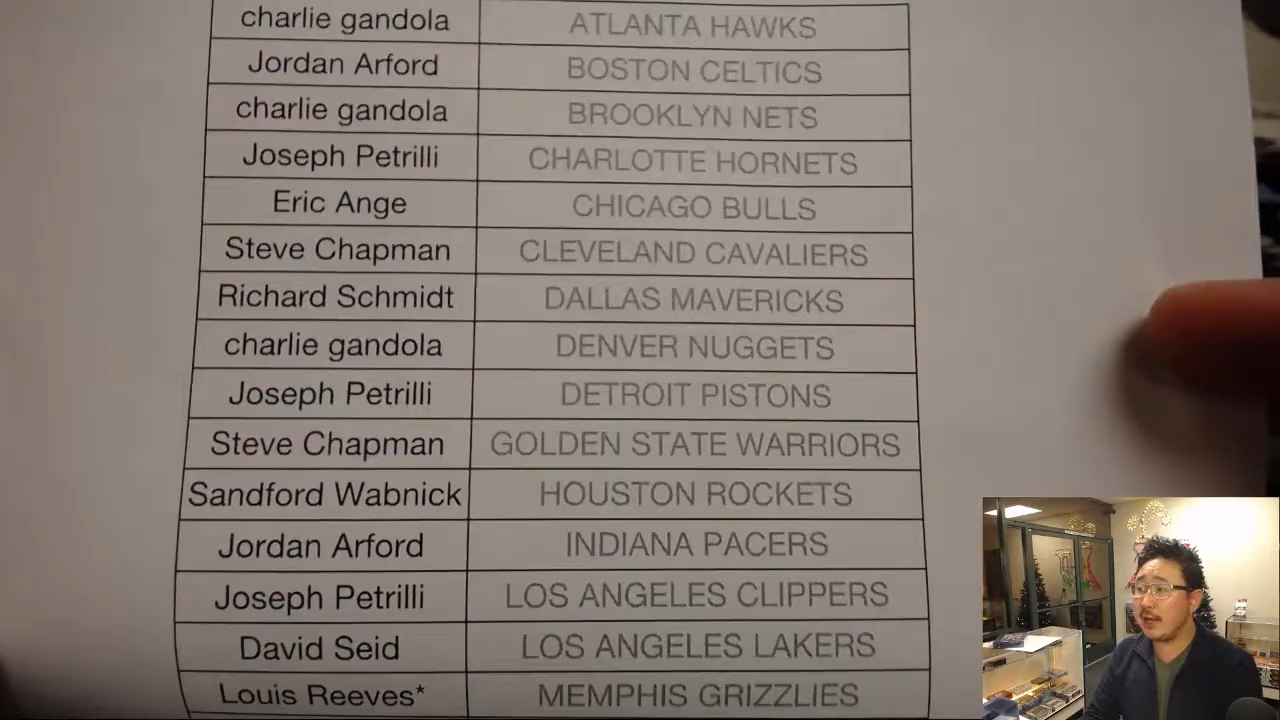 charlie gandola ATLANTA HAWKS
Jordan Arford BOSTON CELTICS
charlie gandola BROOKLYN NETS
Joseph Petrilli CHARLOTTE HORNETS
Eric Ange CHICAGO BULLS
Steve Chapman CLEVELAND CAVALIERS
Richard Schmidt DALLAS MAVERICKS
charlie gandola DENVER NUGGETS
Joseph Petrilli DETROIT PISTONS
Steve Chapman GOLDEN STATE WARRIORS
Sandford Wabnick HOUSTON ROCKETS
Jordan Arford INDIANA PACERS
Joseph Petrilli LOS ANGELES CLIPPERS
David Seid LOS ANGELES LAKERS
Louis Reeves* MEMPHIS GRIZZLIES